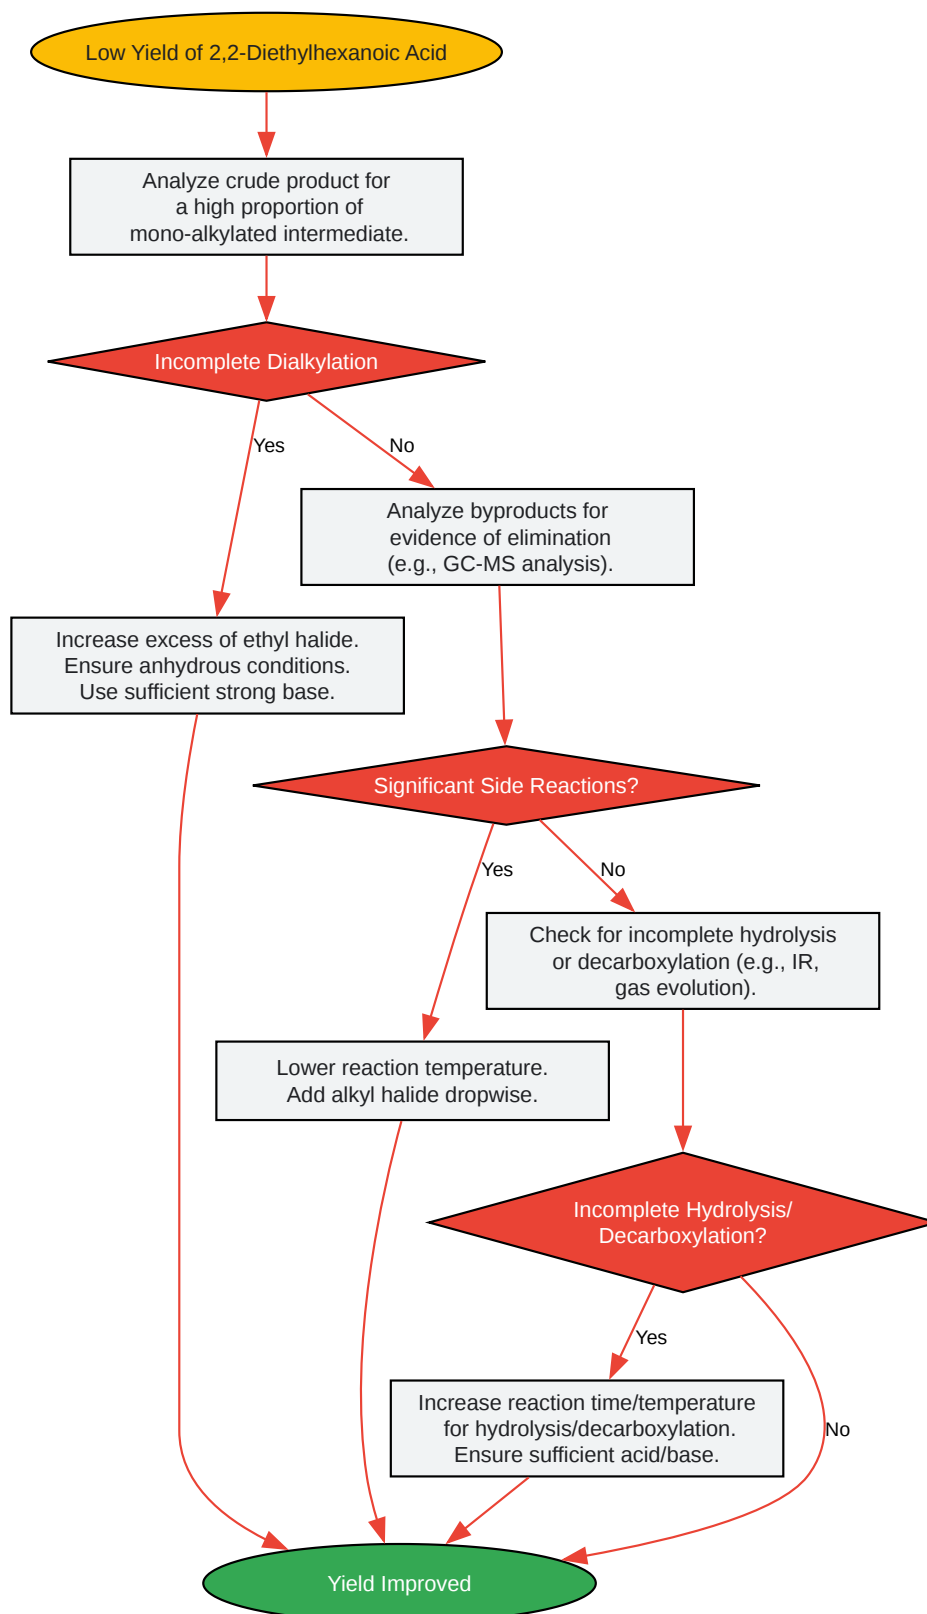 Low Yield of 2,2-Diethylhexanoic Acid
Analyze crude product for
a high proportion of
mono-alkylated intermediate.
Incomplete Dialkylation
Yes
No
Analyze byproducts for
evidence of elimination
(e.g., GC-MS analysis).
Increase excess of ethyl halide.
Ensure anhydrous conditions.
Use sufficient strong base.
Significant Side Reactions?
Yes
No
Check for incomplete hydrolysis
or decarboxylation (e.g., IR,
gas evolution).
Lower reaction temperature.
Add alkyl halide dropwise.
Incomplete Hydrolysis/
Decarboxylation?
Yes
No
Increase reaction time/temperature
for hydrolysis/decarboxylation.
Ensure sufficient acid/base.
Yield Improved